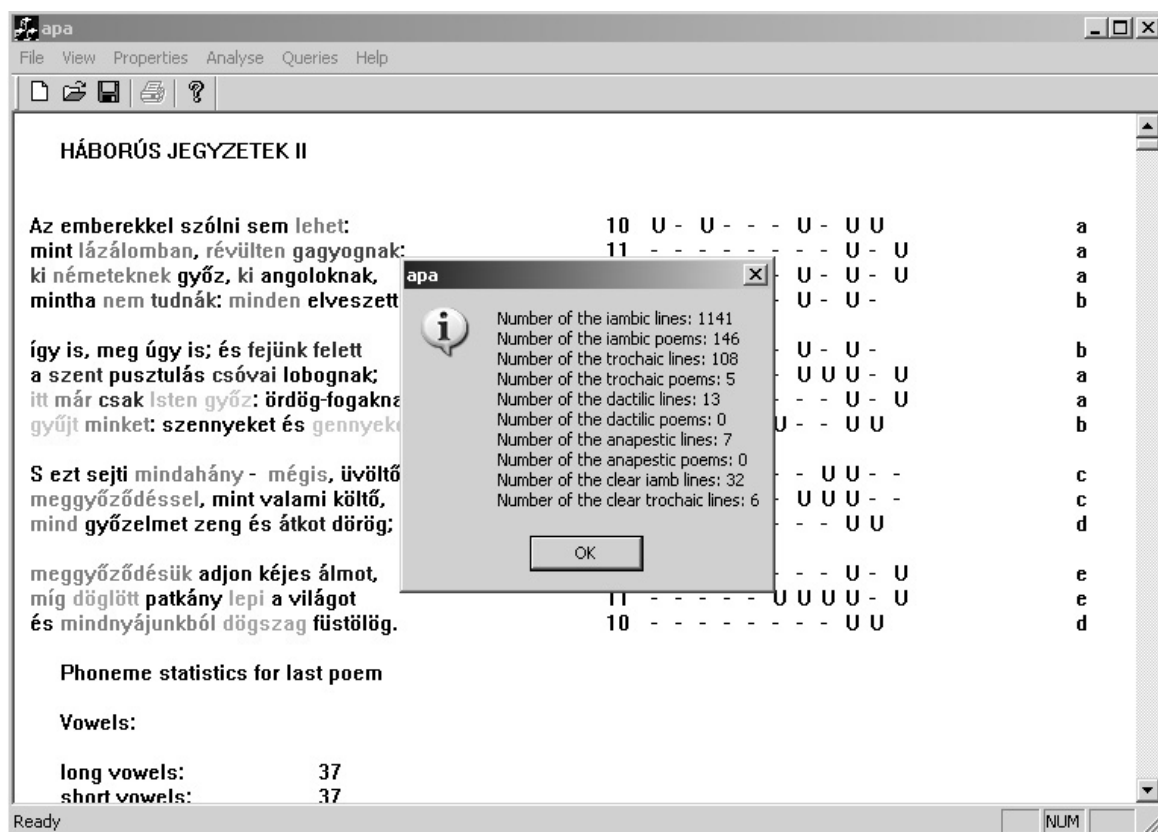 apa
File View Properties Analyse Queries Help
HÁBORÚS JEGYZETEK II
Az emberekkel szólni sem lehet: 10 U - U - - - U - U U a
mint lázálomban, révülten gagyognak: 11 - - - - - - - - U - U a
ki németeknek győz, ki angoloknak, - U - U - U a
mintha nem tudnák: minden elveszett - U - U - b
így is, meg úgy is; és fejünk felett - U - U - b
a szent pusztulás csóvai lobognak; - U U U - U a
itt már csak Isten győz: ördög-fogakna - - - U - U a
gyűjt minket: szennyeket és gennyek U - - U U b
S ezt sejti mindahány - mégis, üvöltő - - U U - - c
meggyőződéssel, mint valami költő, - U U U - - c
mind győzelmet zeng és átkot dörög; - - - U U d
meggyőződésük adjon kéjes álmot, - - - U - U e
míg döglött patkány lepi a világot 11 - - - - - U U U U - U e
és mindnyájunkból dögszag füstölög. 10 - - - - - - - - U U d
Phoneme statistics for last poem
Vowels:
long vowels: 37
short vowels: 37
apa
Number of the iambic lines: 1141
Number of the iambic poems: 146
Number of the trochaic lines: 108
Number of the trochaic poems: 5
Number of the dactilic lines: 13
Number of the dactilic poems: 0
Number of the anapestic lines: 7
Number of the anapestic poems: 0
Number of the clear iamb lines: 32
Number of the clear trochaic lines: 6
OK
Ready NUM